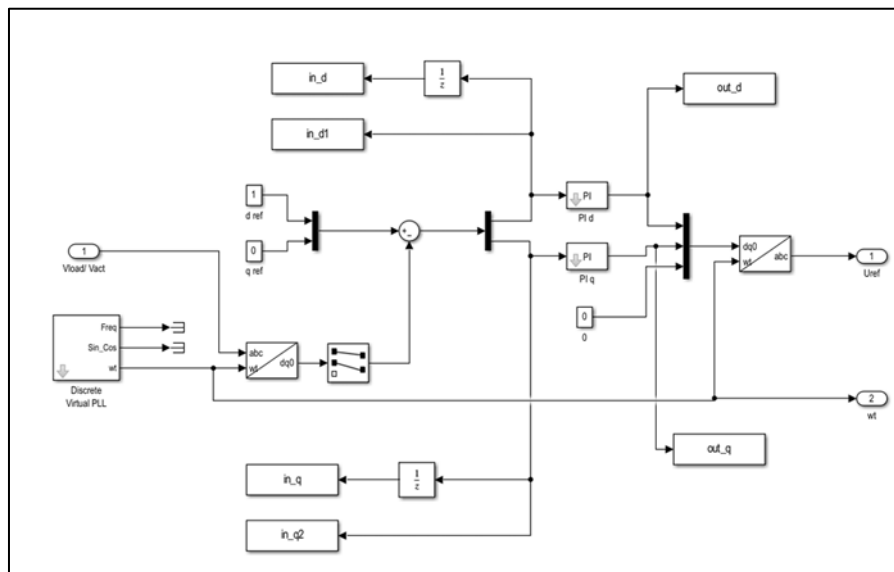 in_d
1
z
out_d
in_d1
1
d ref
PI
PI d
+
-
0
q ref
1
Vload/ Vact
PI
PI q
dq0
wt
abc
1
Uref
Freq
Sin_Cos
wt
Discrete
Virtual PLL
abc
wt
dq0
0
0
2
wt
out_q
in_q
1
z
in_q2